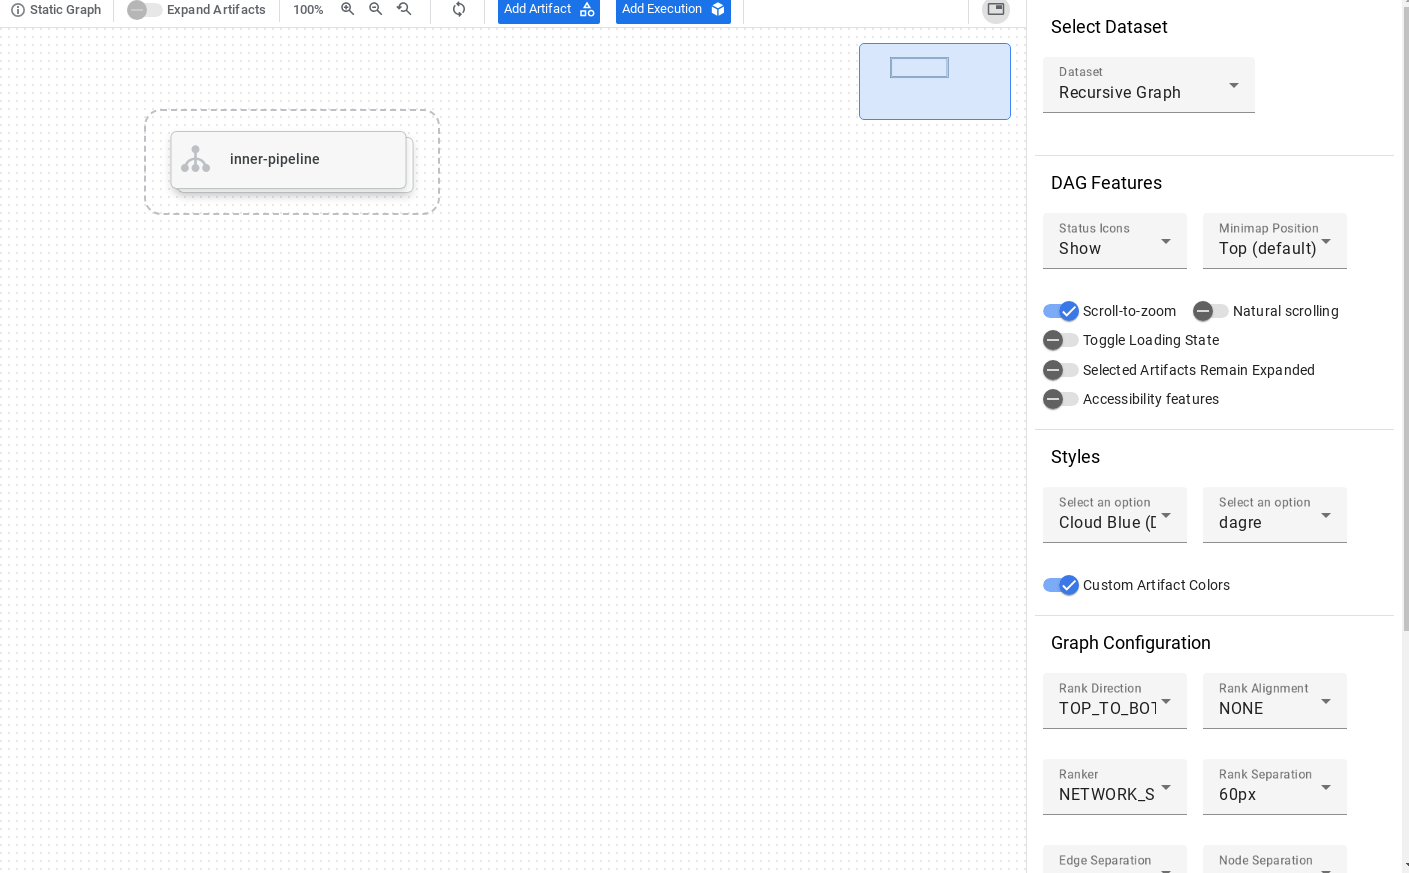 Static Graph
Expand Artifacts
100%
Add Artifact
Add Execution
inner-pipeline
Select Dataset
Dataset
Recursive Graph
DAG Features
Status Icons
Show
Minimap Position
Top (default)
Scroll-to-zoom
Natural scrolling
Toggle Loading State
Selected Artifacts Remain Expanded
Accessibility features
Styles
Select an option
Cloud Blue (D
Select an option
dagre
Custom Artifact Colors
Graph Configuration
Rank Direction
TOP_TO_BOT
Rank Alignment
NONE
Ranker
NETWORK_S
Rank Separation
60px
Edge Separation
Node Separation